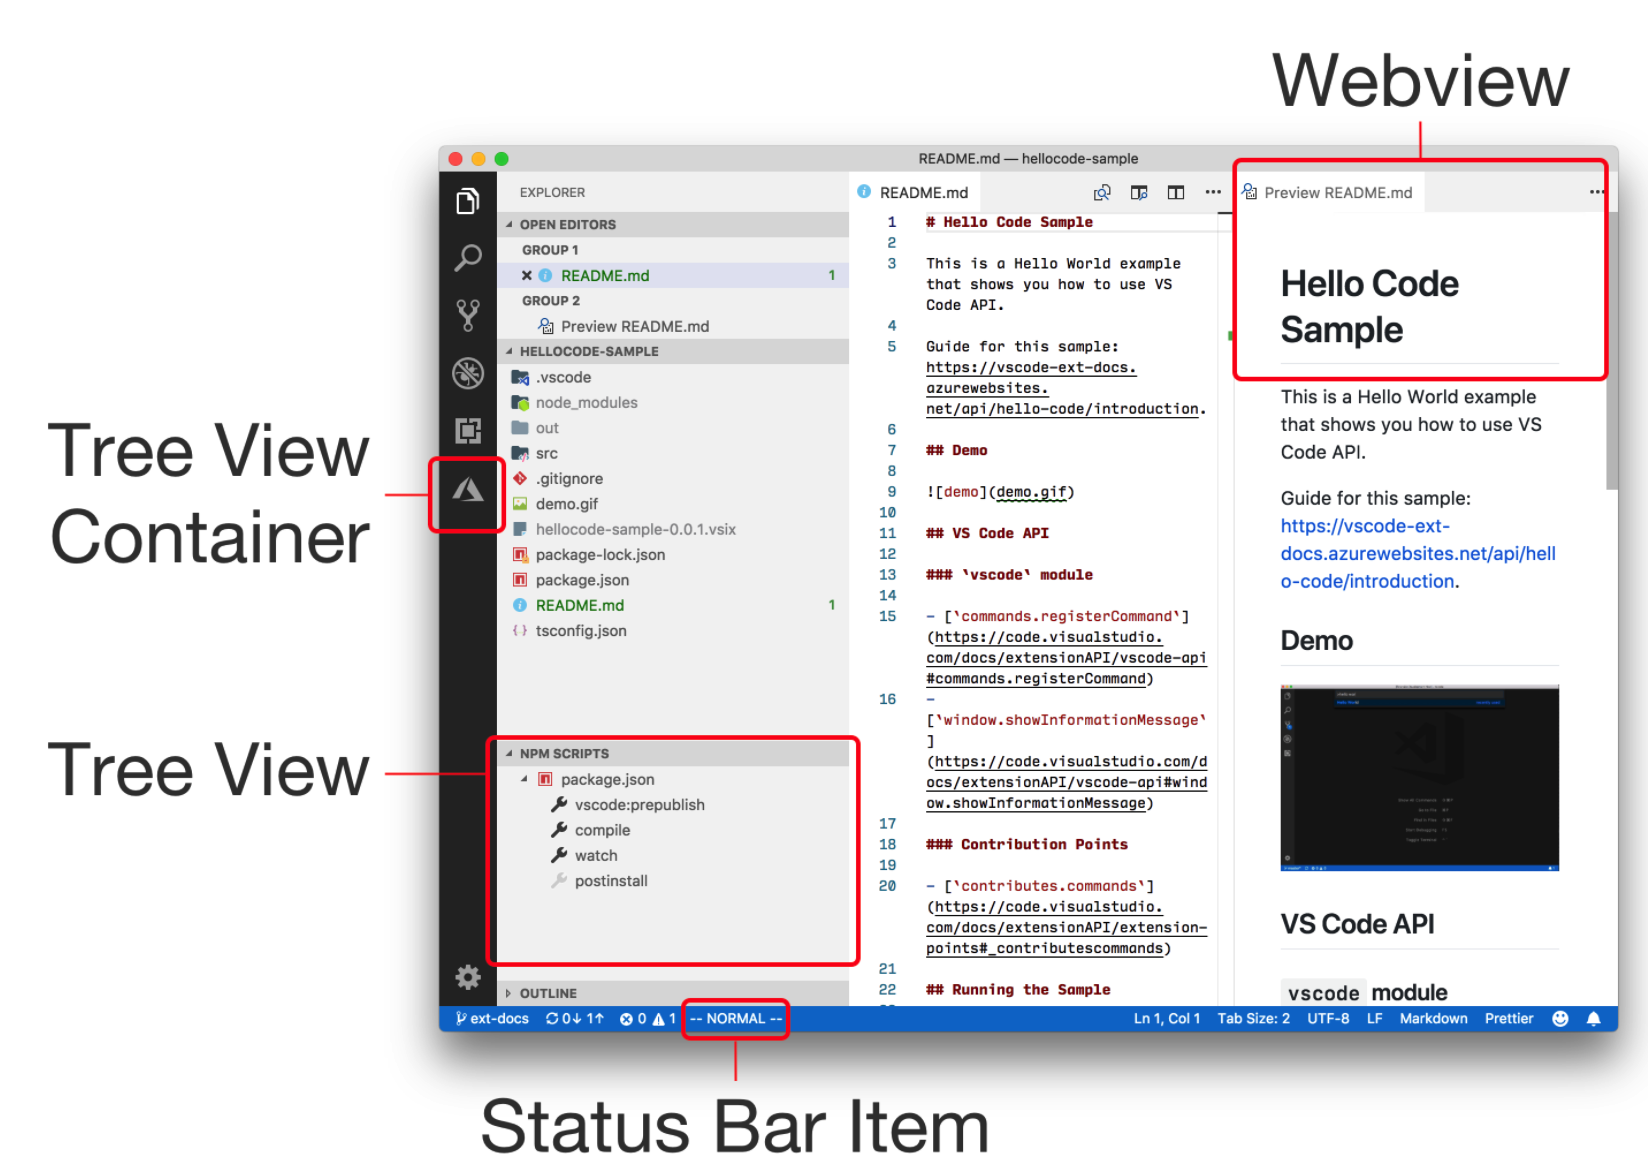 Webview
README.md — hellocode-sample
EXPLORER
OPEN EDITORS
GROUP 1
README.md 1
GROUP 2
Preview README.md
HELLOCODE-SAMPLE
.vscode
node_modules
out
src
.gitignore
demo.gif
hellocode-sample-0.0.1.vsix
package-lock.json
package.json
README.md 1
{ } tsconfig.json
NPM SCRIPTS
package.json
vscode:prepublish
compile
watch
postinstall
OUTLINE
Tree View
Container
Tree View
README.md
1 # Hello Code Sample
2
3 This is a Hello World example
that shows you how to use VS
Code API.
4
5 Guide for this sample:
https://vscode-ext-docs.
azurewebsites.
net/api/hello-code/introduction.
6
7 ## Demo
8
9 ![demo](demo.gif)
10
11 ## VS Code API
12
13 ### `vscode` module
14
15 - [`commands.registerCommand`]
(https://code.visualstudio.
com/docs/extensionAPI/vscode-api
#commands.registerCommand)
16 -
[`window.showInformationMessage`
]
(https://code.visualstudio.com/d
ocs/extensionAPI/vscode-api#wind
ow.showInformationMessage)
17
18 ### Contribution Points
19
20 - [`contributes.commands`]
(https://code.visualstudio.
com/docs/extensionAPI/extension-
points#_contributescommands)
21
22 ## Running the Sample
Preview README.md
Hello Code
Sample
This is a Hello World example
that shows you how to use VS
Code API.
Guide for this sample:
https://vscode-ext-
docs.azurewebsites.net/api/hell
o-code/introduction.
Demo
VS Code API
vscode module
ext-docs 0↓ 1↑ 0 1 -- NORMAL -- Ln 1, Col 1 Tab Size: 2 UTF-8 LF Markdown Prettier
Status Bar Item